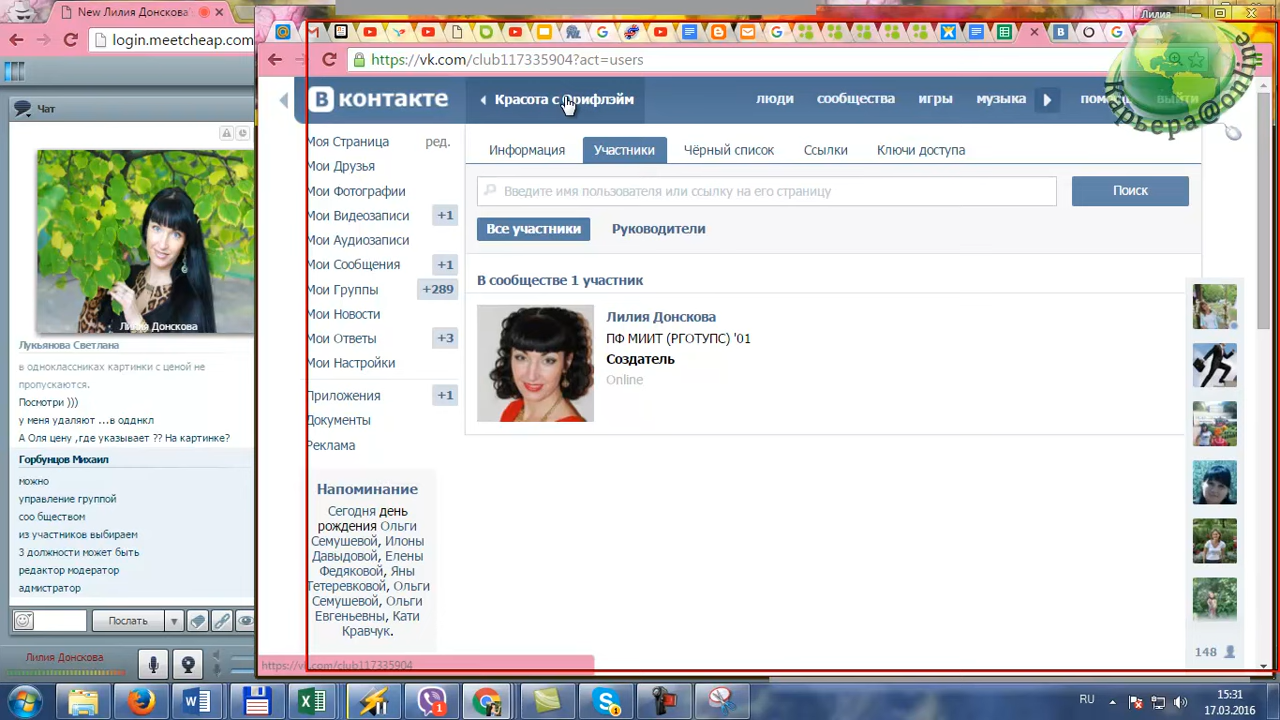 New Лилия Донскова
Лилия
login.meetcheap.com
https://vk.com/club117335904?act=users
Карьера@online
Чат
Лилия Донскова
Лукьянова Светлана
в одноклассниках картинки с ценой не
пропускаются.
Посмотри )))
у меня удаляют ...в одднкл
А Оля цену ,где указывает ?? На картинке?
Горбунцов Михаил
можно
управление группой
соо бществом
из участников выбираем
3 должности может быть
редактор модератор
адмистратор
Послать
Лилия Донскова
В контакте
Красота с
люди
сообщества
игры
музыка
выйти
Моя Страница
ред.
Мои Друзья
Мои Фотографии
Мои Видеозаписи +1
Мои Аудиозаписи
Мои Сообщения +1
Мои Группы +289
Мои Новости
Мои Ответы +3
Мои Настройки
Приложения +1
Документы
Реклама
Напоминание
Сегодня день
рождения Ольги
Семушевой, Илоны
Давыдовой, Елены
Федяковой, Яны
Тетеревковой, Ольги
Семушевой, Ольги
Евгеньевны, Кати
Кравчук.
Информация
Участники
Чёрный список
Ссылки
Ключи доступа
Введите имя пользователя или ссылку на его страницу
Поиск
Все участники
Руководители
В сообществе 1 участник
Лилия Донскова
ПФ МИИТ (РГОТУПС) '01
Создатель
Online
148
https://vk.com/club117335904
RU
15:31
17.03.2016